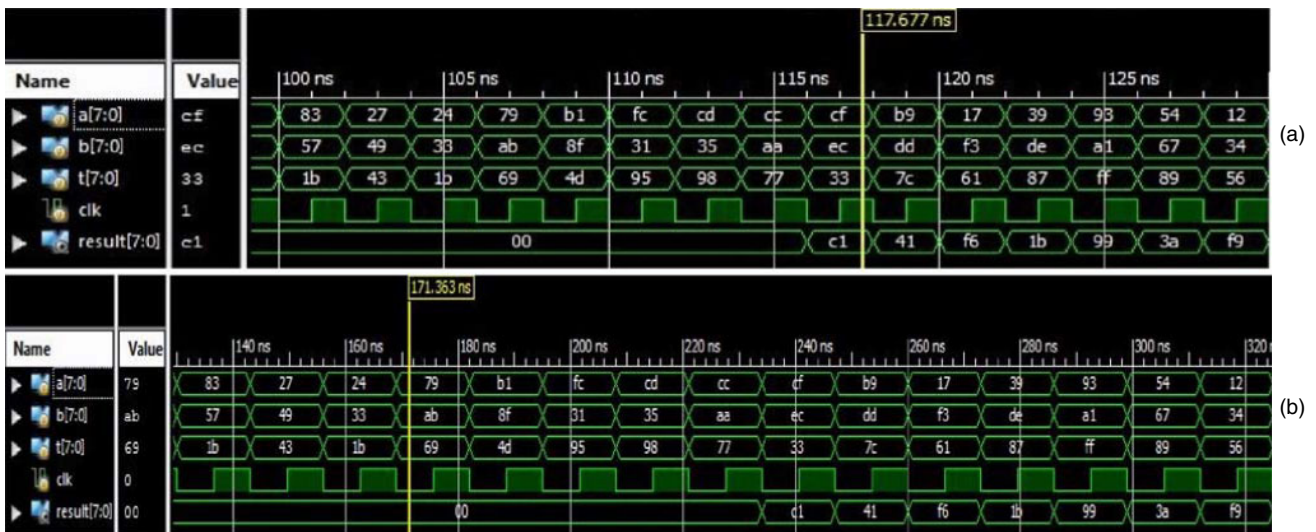 117.677 ns
Name Value 100 ns 105 ns 110 ns 115 ns 120 ns 125 ns
a[7:0] cf 83 27 24 79 b1 fc cd cc cf b9 17 39 93 54 12
(a)
b[7:0] ec 57 49 33 ab 8f 31 35 aa ec dd f3 de a1 67 34
t[7:0] 33 1b 43 1b 69 4d 95 98 77 33 7c 61 87 ff 89 56
clk 1
result[7:0] c1 00 c1 41 f6 1b 99 3a f9
171.363 ns
Name Value 140 ns 160 ns 180 ns 200 ns 220 ns 240 ns 260 ns 280 ns 300 ns 320
a[7:0] 79 83 27 24 79 b1 fc cd cc cf b9 17 39 93 54 12
b[7:0] ab 57 49 33 ab 8f 31 35 aa ec dd f3 de a1 67 34
(b)
t[7:0] 69 1b 43 1b 69 4d 95 98 77 33 7c 61 87 ff 89 56
clk 0
result[7:0] 00 00 c1 41 f6 1b 99 3a f9